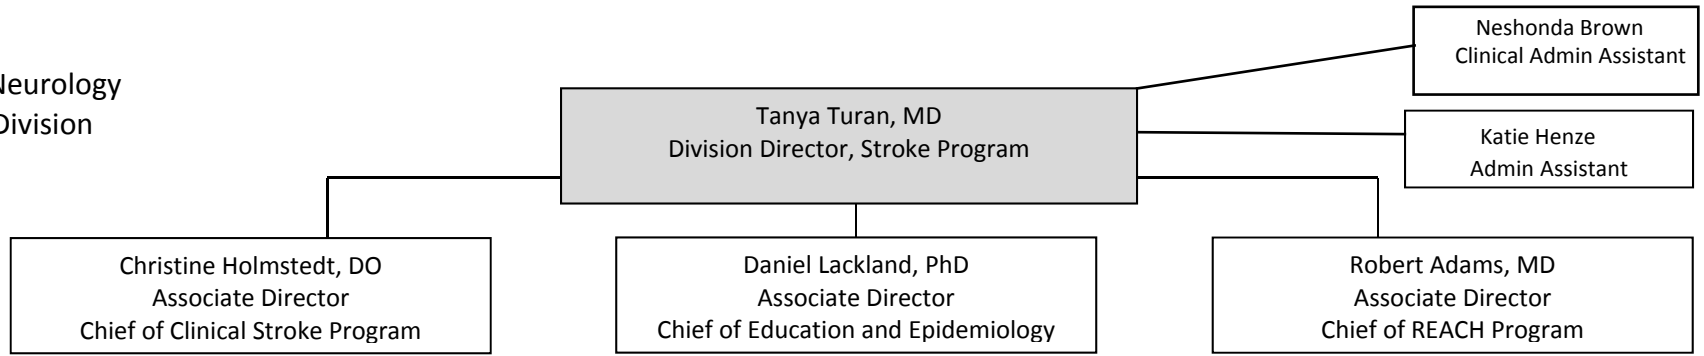 Neurology
Division
Neshonda Brown
Clinical Admin Assistant
Tanya Turan, MD
Division Director, Stroke Program
Katie Henze
Admin Assistant
Christine Holmstedt, DO
Associate Director
Chief of Clinical Stroke Program
Daniel Lackland, PhD
Associate Director
Chief of Education and Epidemiology
Robert Adams, MD
Associate Director
Chief of REACH Program